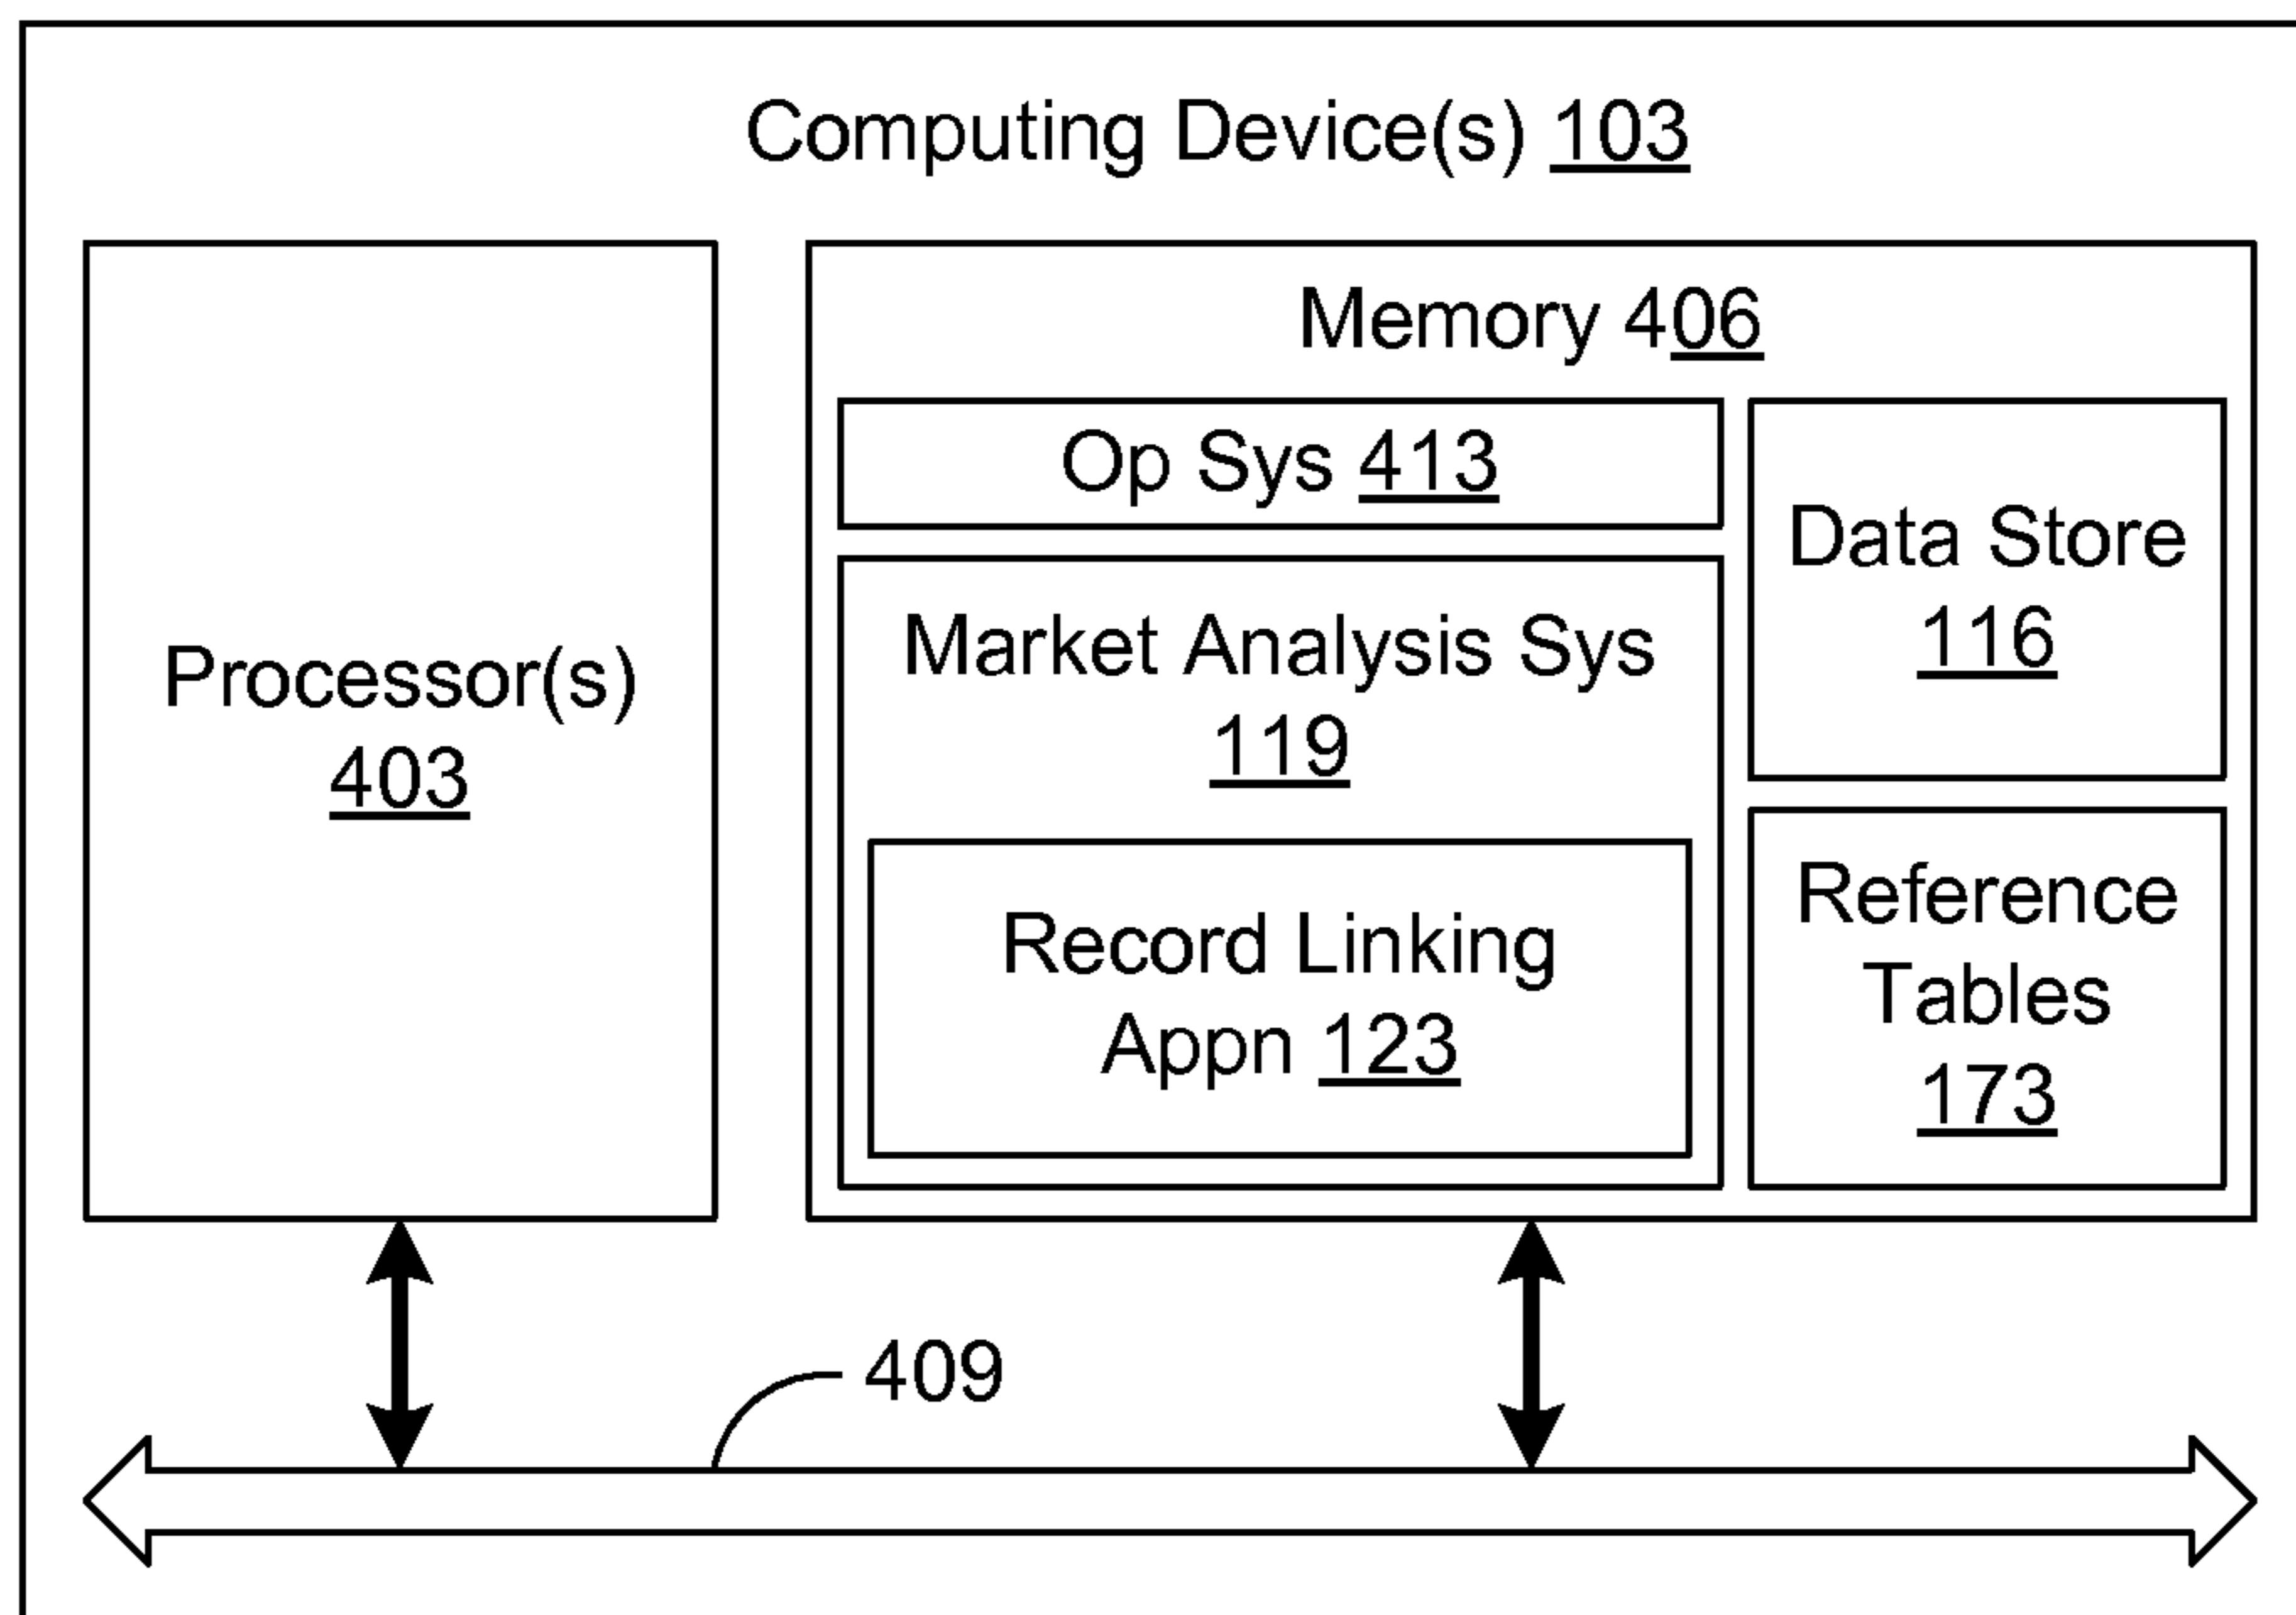 Computing Device(s) 103
Processor(s)
403
Memory 406
Op Sys 413
Market Analysis Sys
119
Record Linking
Appn 123
Data Store
116
Reference
Tables
173
409